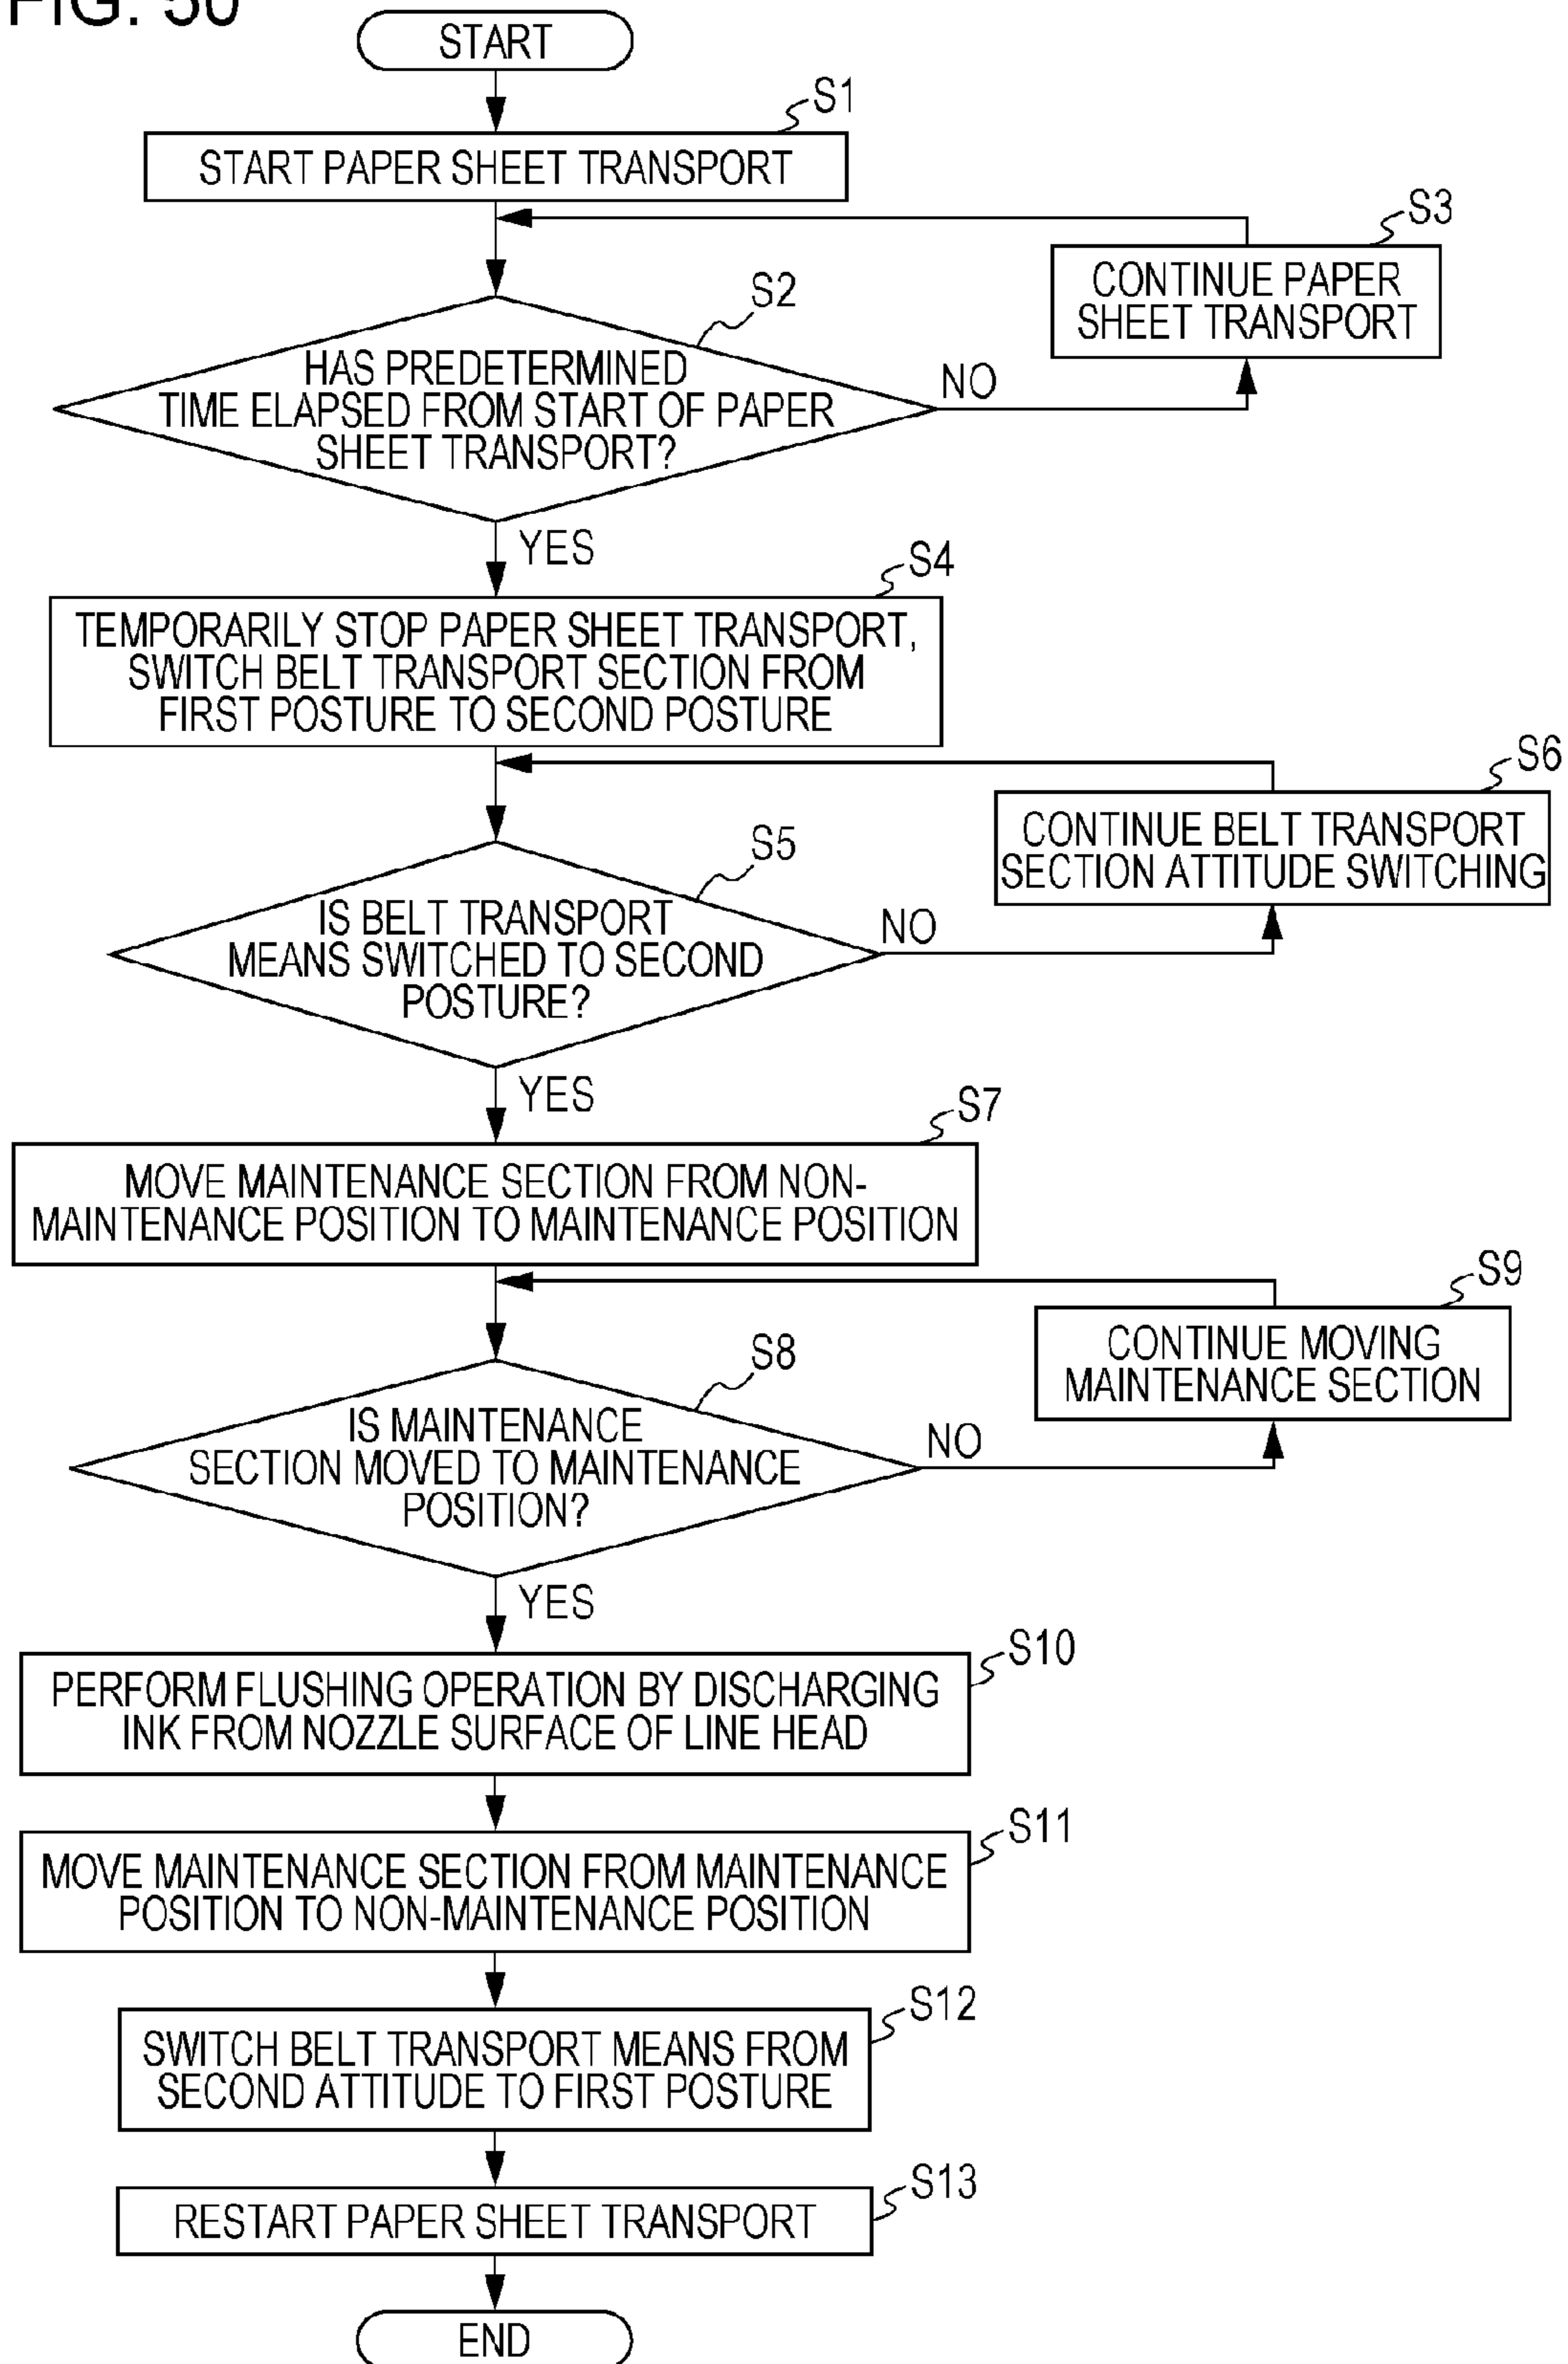 FIG. 50
START
S1
START PAPER SHEET TRANSPORT
S3
CONTINUE PAPER
SHEET TRANSPORT
S2
HAS PREDETERMINED
TIME ELAPSED FROM START OF PAPER
SHEET TRANSPORT?
NO
YES
S4
TEMPORARILY STOP PAPER SHEET TRANSPORT,
SWITCH BELT TRANSPORT SECTION FROM
FIRST POSTURE TO SECOND POSTURE
S6
CONTINUE BELT TRANSPORT
SECTION ATTITUDE SWITCHING
S5
IS BELT TRANSPORT
MEANS SWITCHED TO SECOND
POSTURE?
NO
YES
S7
MOVE MAINTENANCE SECTION FROM NON-
MAINTENANCE POSITION TO MAINTENANCE POSITION
S9
CONTINUE MOVING
MAINTENANCE SECTION
S8
IS MAINTENANCE
SECTION MOVED TO MAINTENANCE
POSITION?
NO
YES
S10
PERFORM FLUSHING OPERATION BY DISCHARGING
INK FROM NOZZLE SURFACE OF LINE HEAD
S11
MOVE MAINTENANCE SECTION FROM MAINTENANCE
POSITION TO NON-MAINTENANCE POSITION
S12
SWITCH BELT TRANSPORT MEANS FROM
SECOND ATTITUDE TO FIRST POSTURE
S13
RESTART PAPER SHEET TRANSPORT
END